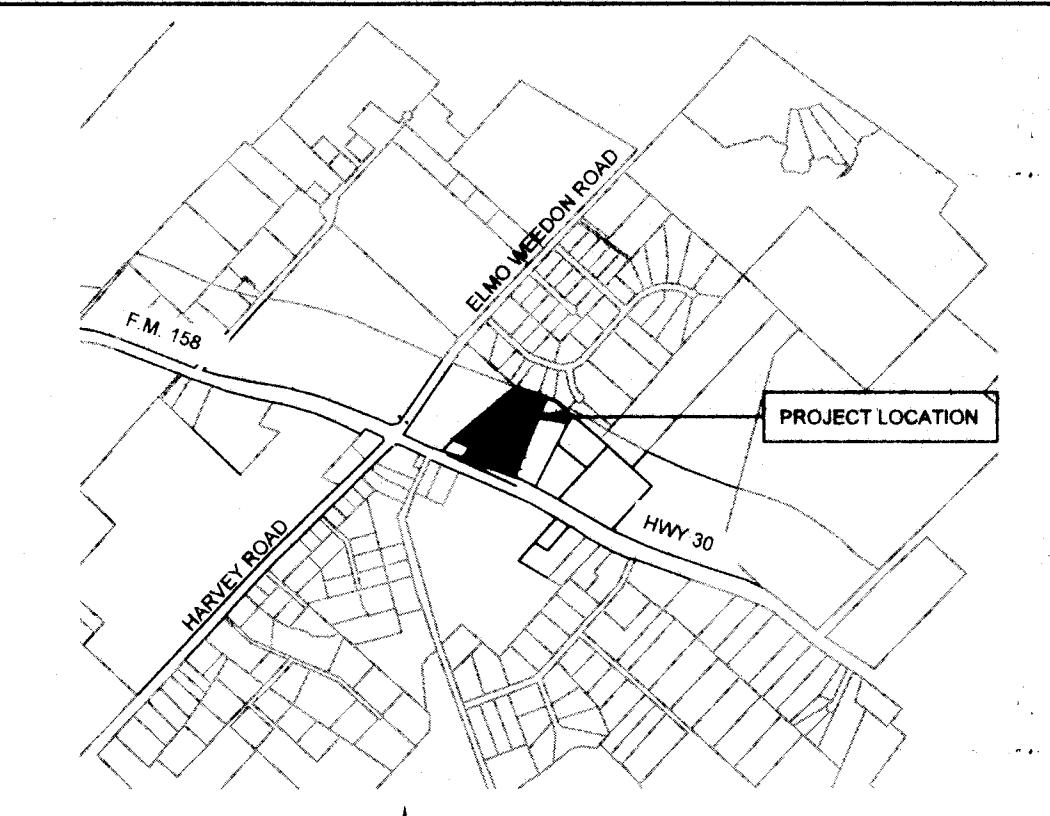 ELMO WEEDON ROAD
F.M. 158
PROJECT LOCATION
HWY 30
HARVEY ROAD